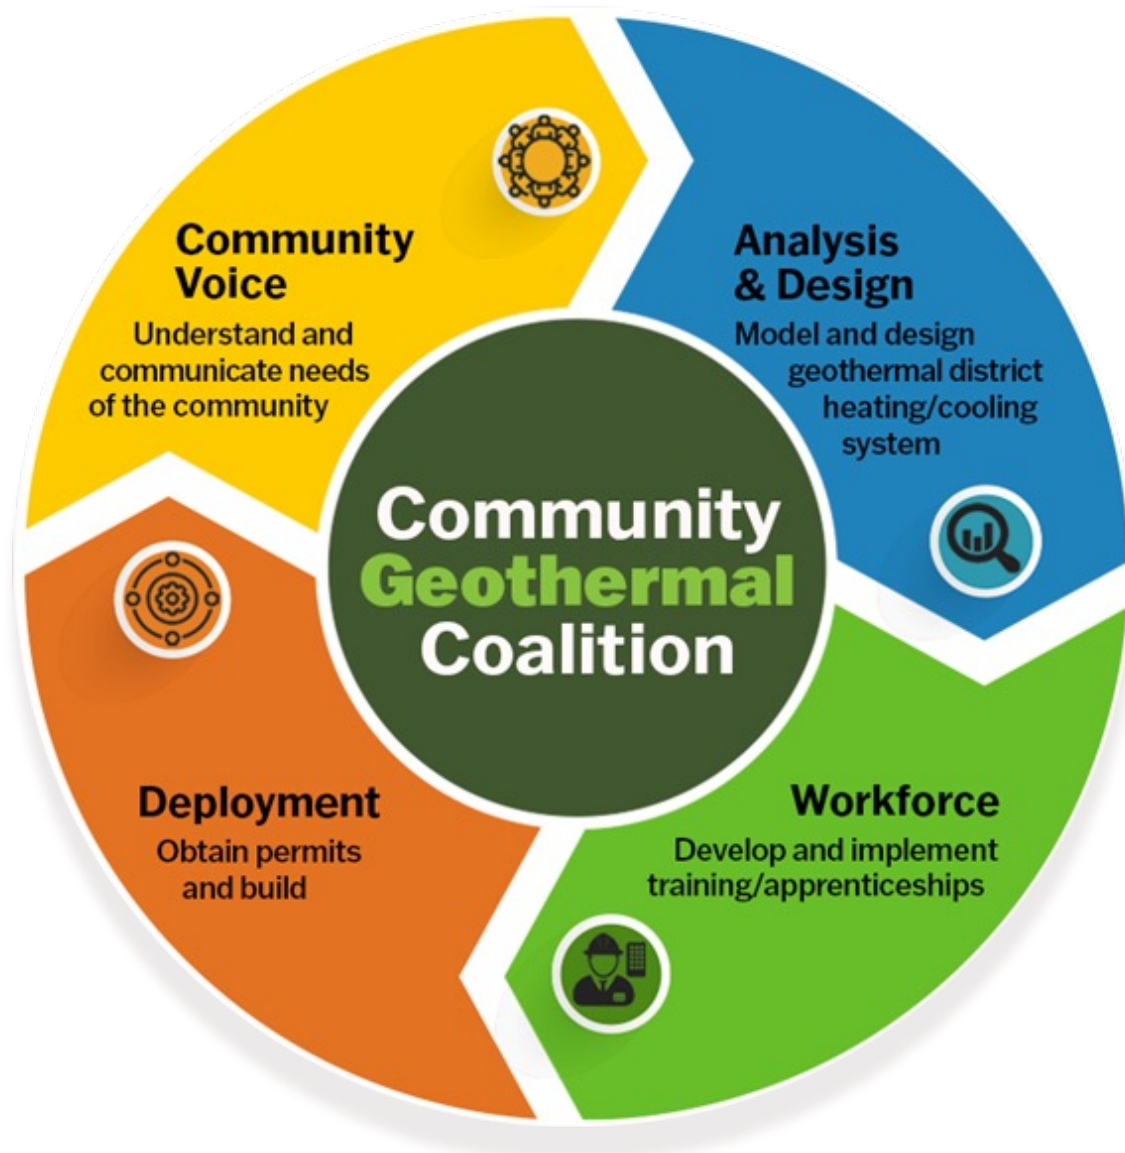 Community
Voice
Understand and
communicate needs
of the community
Analysis
& Design
Model and design
geothermal district
heating/cooling
system
Community
Geothermal
Coalition
Deployment
Obtain permits
and build
Workforce
Develop and implement
training/apprenticeships